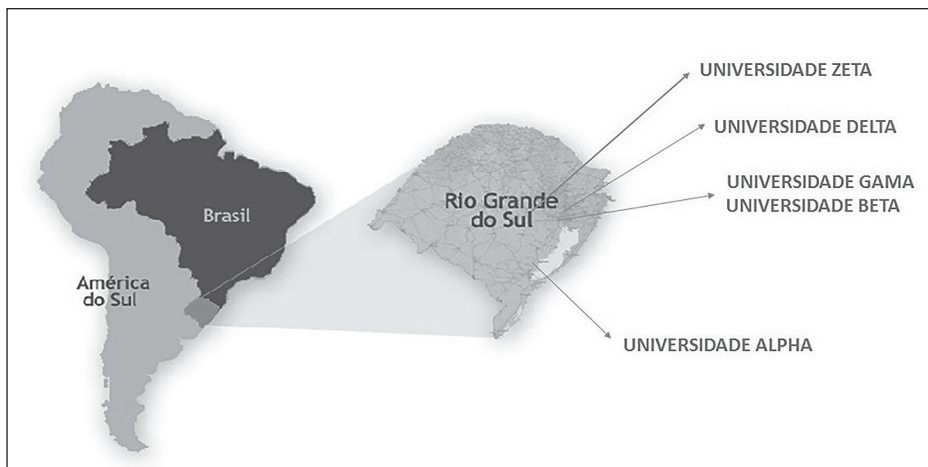 UNIVERSIDADE ZETA
UNIVERSIDADE DELTA
UNIVERSIDADE GAMA
UNIVERSIDADE BETA
Rio Grande
do Sul
Brasil
América
do Sul
UNIVERSIDADE ALPHA